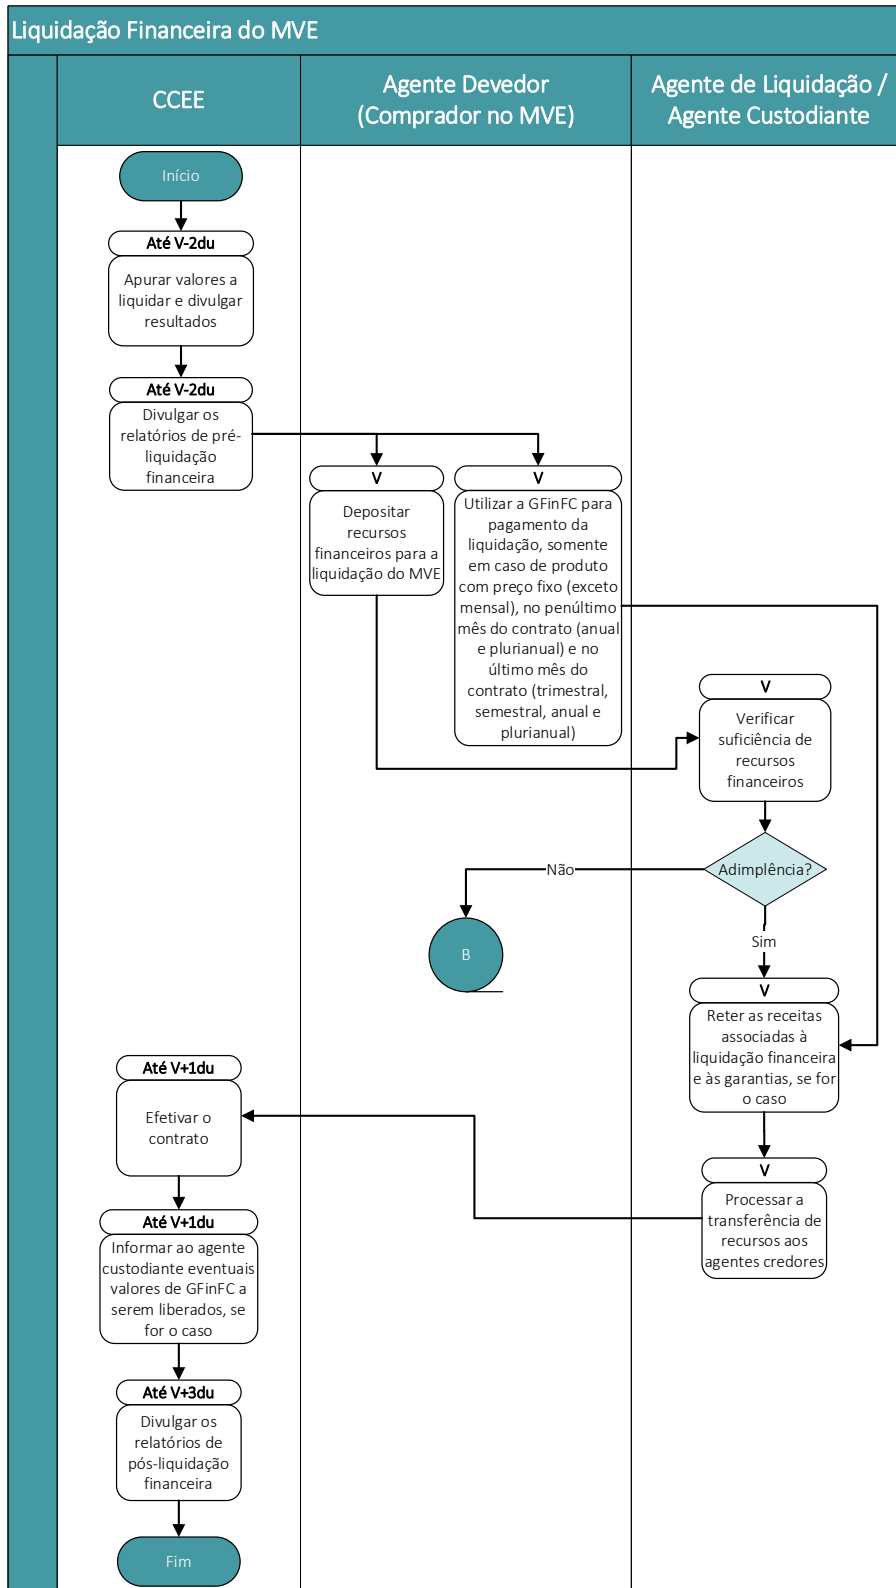 Liquidação Financeira do MVE
CCEE
Agente Devedor
(Comprador no MVE)
Agente de Liquidação /
Agente Custodiante
Início
Até V-2du
Apurar valores a
liquidar e divulgar
resultados
Até V-2du
Divulgar os
relatórios de pré-
liquidação
financeira
V
Depositar
recursos
financeiros para a
liquidação do MVE
V
Utilizar a GFinFC para
pagamento da
liquidação, somente
em caso de produto
com preço fixo (exceto
mensal), no penúltimo
mês do contrato (anual
e plurianual) e no
último mês do
contrato (trimestral,
semestral, anual e
plurianual)
V
Verificar
suficiência de
recursos
financeiros
Adimplência?
Não
B
Sim
V
Reter as receitas
associadas à
liquidação financeira
e às garantias, se for
o caso
V
Processar a
transferência de
recursos aos
agentes credores
Até V+1du
Efetivar o
contrato
Até V+1du
Informar ao agente
custodiante eventuais
valores de GFinFC a
serem liberados, se
for o caso
Até V+3du
Divulgar os
relatórios de
pós-liquidação
financeira
Fim